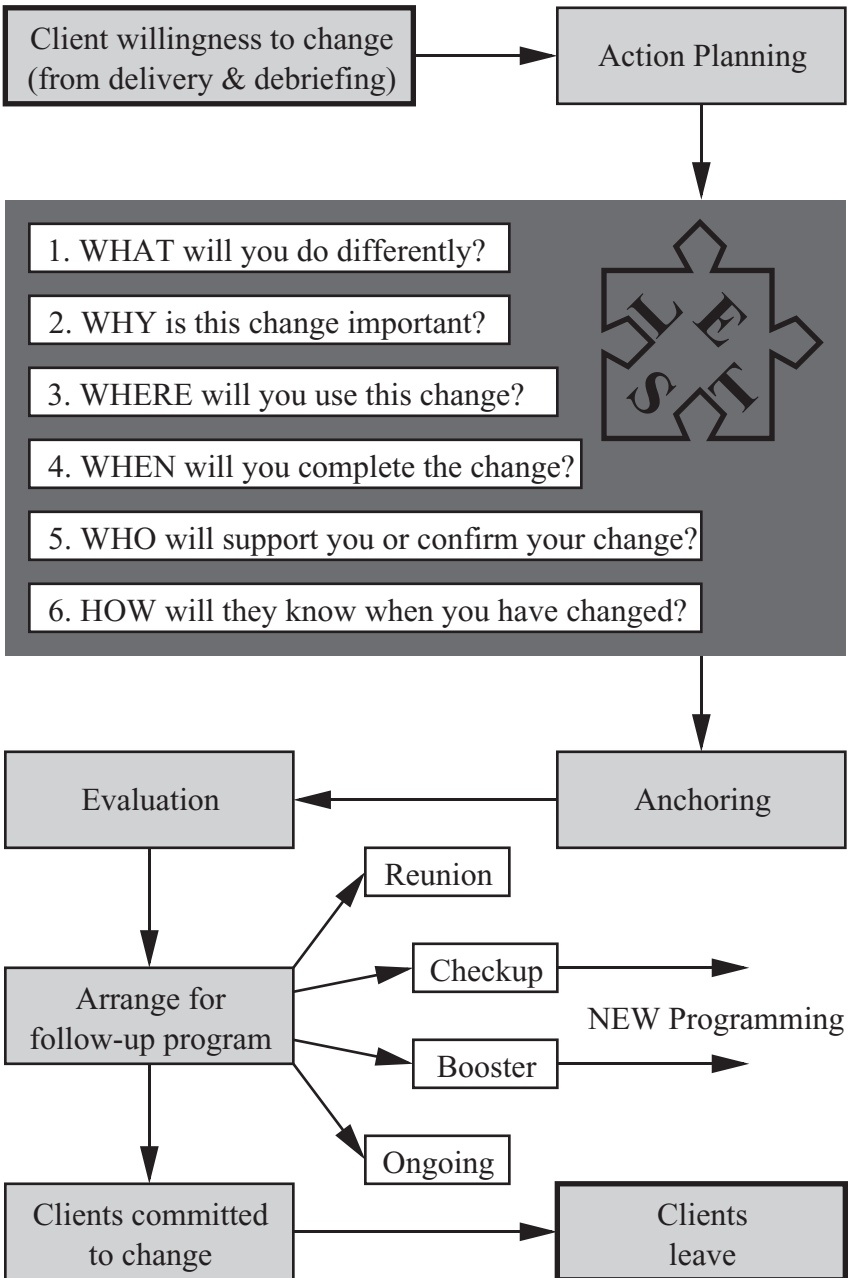 Client willingness to change
(from delivery & debriefing)
Action Planning
1. WHAT will you do differently?
2. WHY is this change important?
3. WHERE will you use this change?
4. WHEN will you complete the change?
5. WHO will support you or confirm your change?
6. HOW will they know when you have changed?
L E
S T
Evaluation
Anchoring
Reunion
Checkup
Arrange for
follow-up program
NEW Programming
Booster
Ongoing
Clients committed
to change
Clients
leave